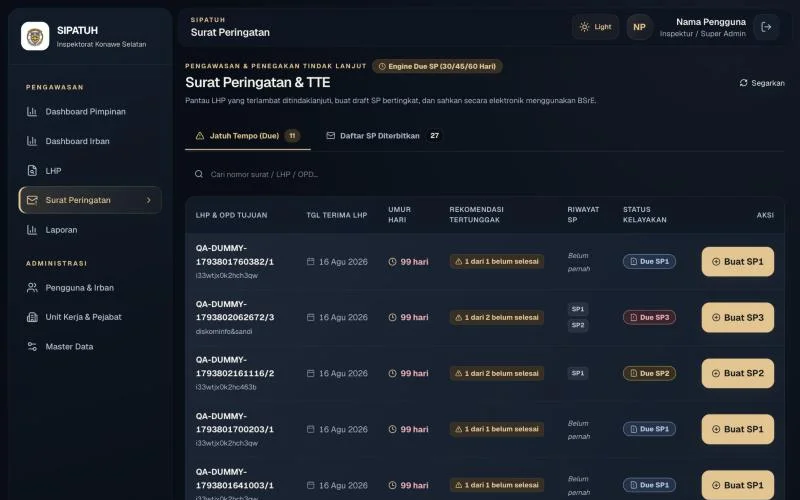 SIPATUH
Inspektorat Konawe Selatan
PENGAWASAN
Dashboard Pimpinan
Dashboard Irban
LHP
Surat Peringatan
Laporan
ADMINISTRASI
Pengguna & Irban
Unit Kerja & Pejabat
Master Data
SIPATUH
Surat Peringatan
Light
NP
Nama Pengguna
Inspektur / Super Admin
PENGAWASAN & PENEGAKAN TINDAK LANJUT
Engine Due SP (30/45/60 Hari)
Surat Peringatan & TTE
Pantau LHP yang terlambat ditindaklanjuti, buat draft SP bertingkat, dan sahkan secara elektronik menggunakan BSrE.
Segarkan
Jatuh Tempo (Due) 11
Daftar SP Diterbitkan 27
Cari nomor surat / LHP / OPD...
LHP & OPD TUJUAN
TGL TERIMA LHP
UMUR HARI
REKOMENDASI TERTUNGGAK
RIWAYAT SP
STATUS KELAYAKAN
AKSI
QA-DUMMY-
1793801760382/1
i33wtjx0k2hch3qw
16 Agu 2026
99 hari
1 dari 1 belum selesai
Belum pernah
Due SP1
Buat SP1
QA-DUMMY-
1793802062672/3
diskominfo&sandi
16 Agu 2026
99 hari
1 dari 2 belum selesai
SP1
SP2
Due SP3
Buat SP3
QA-DUMMY-
1793802161116/2
i33wtjx0k2hc463b
16 Agu 2026
99 hari
1 dari 2 belum selesai
SP1
Due SP2
Buat SP2
QA-DUMMY-
1793801700203/1
i33wtjx0k2hch3qw
16 Agu 2026
99 hari
1 dari 1 belum selesai
Belum pernah
Due SP1
Buat SP1
QA-DUMMY-
1793801641003/1
i33wtjx0k2hch3qw
16 Agu 2026
99 hari
1 dari 1 belum selesai
Belum pernah
Due SP1
Buat SP1